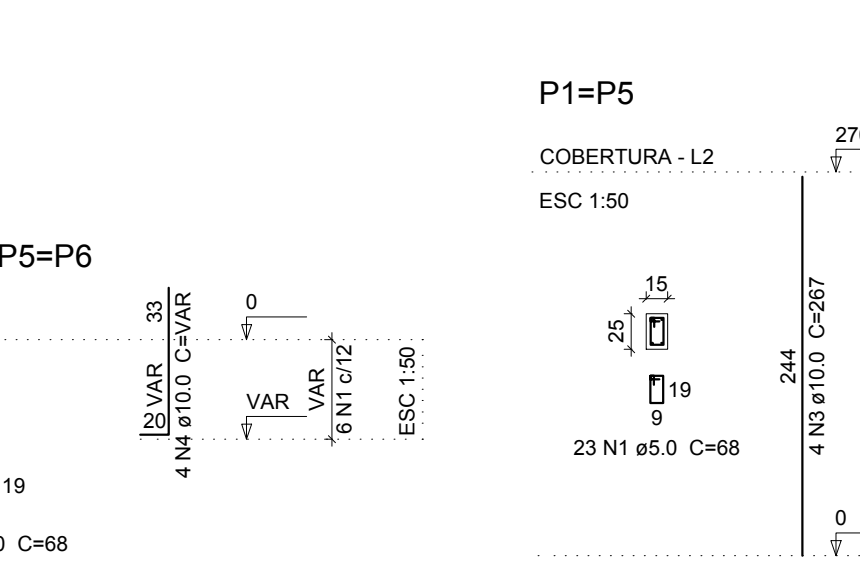 P5=P6
33
VAR
20
4 N4 ø10.0 C=VAR
0
VAR
VAR
6 N1 c/12
ESC 1:50
19
C=68
P1=P5
COBERTURA - L2
ESC 1:50
15
25
19
9
23 N1 ø5.0 C=68
244
4 N3 ø10.0 C=267
0